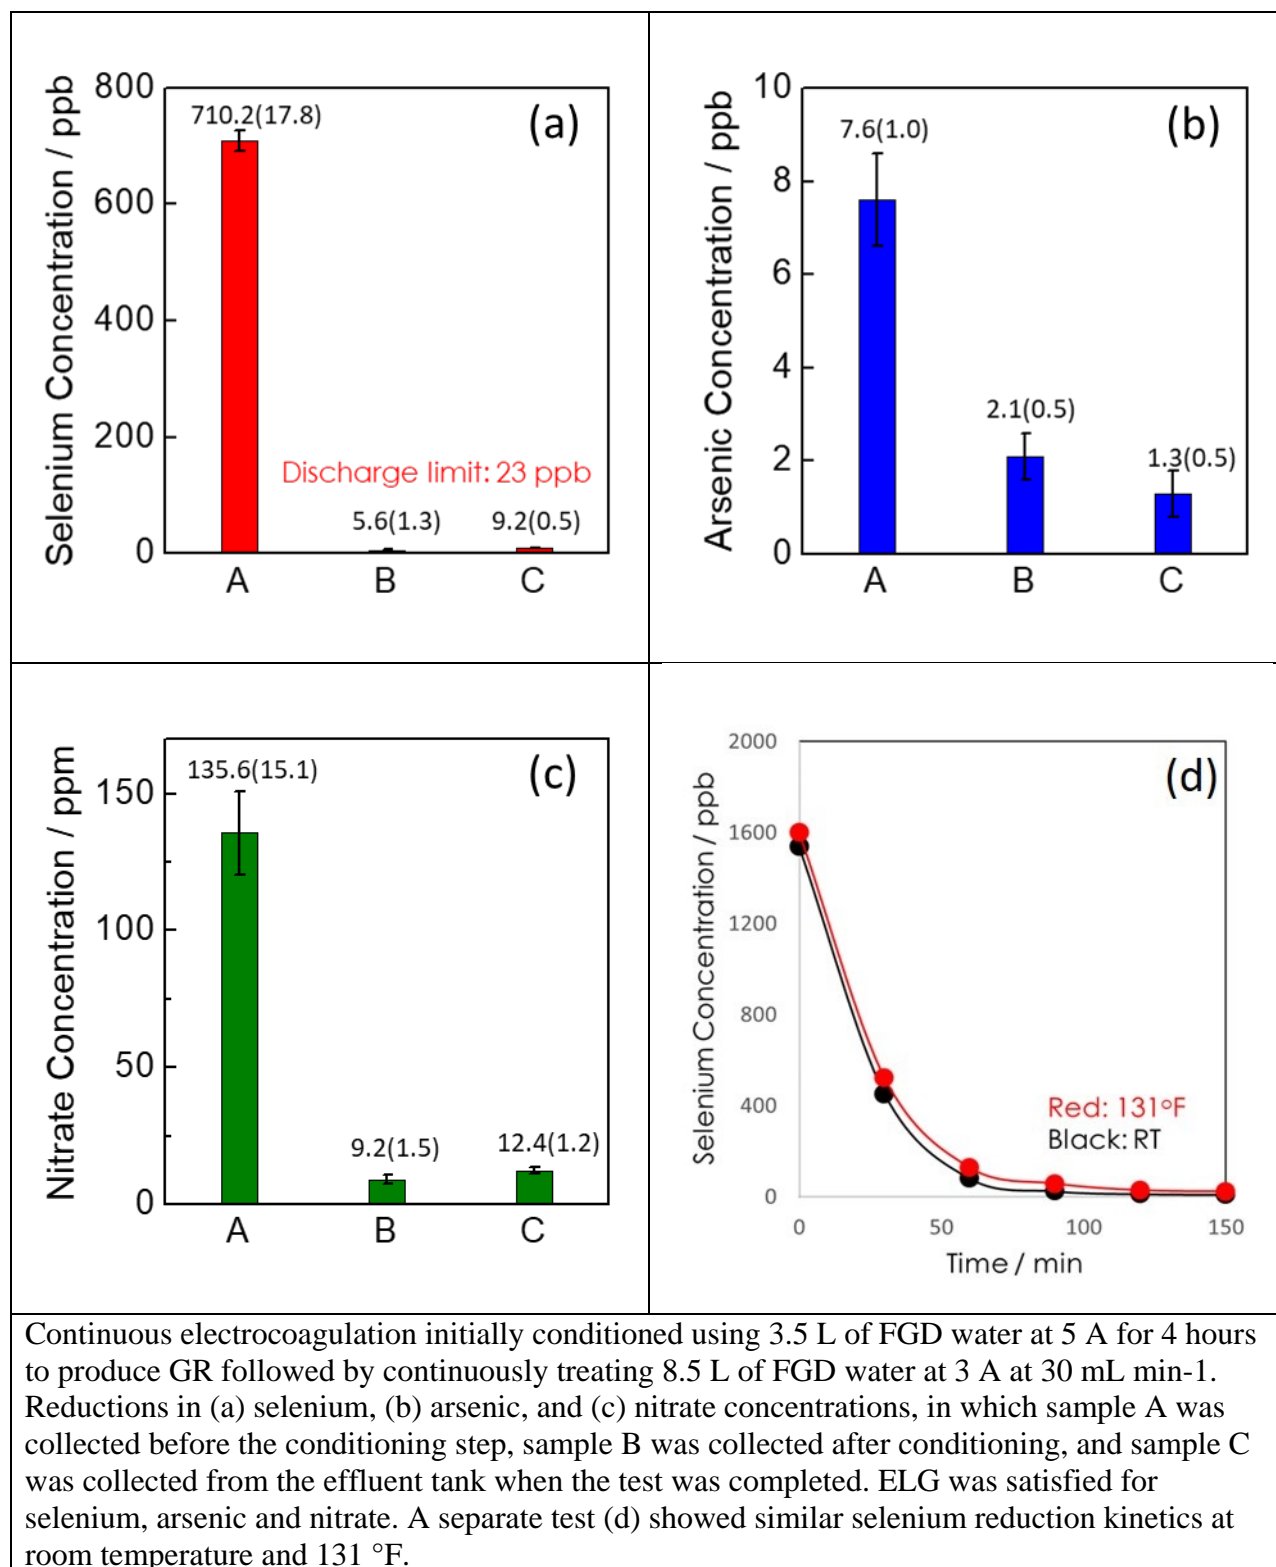 (a)
Selenium Concentration / ppb
800
600
400
200
0
710.2(17.8)
Discharge limit: 23 ppb
5.6(1.3)
9.2(0.5)
A
B
C
(b)
Arsenic Concentration / ppb
10
8
6
4
2
0
7.6(1.0)
2.1(0.5)
1.3(0.5)
A
B
C
(c)
Nitrate Concentration / ppm
150
100
50
0
135.6(15.1)
9.2(1.5)
12.4(1.2)
A
B
C
(d)
Selenium Concentration / ppb
2000
1600
1200
800
400
0
Red: 131°F
Black: RT
0
50
100
150
Time / min
Continuous electrocoagulation initially conditioned using 3.5 L of FGD water at 5 A for 4 hours
to produce GR followed by continuously treating 8.5 L of FGD water at 3 A at 30 mL min-1.
Reductions in (a) selenium, (b) arsenic, and (c) nitrate concentrations, in which sample A was
collected before the conditioning step, sample B was collected after conditioning, and sample C
was collected from the effluent tank when the test was completed. ELG was satisfied for
selenium, arsenic and nitrate. A separate test (d) showed similar selenium reduction kinetics at
room temperature and 131 °F.